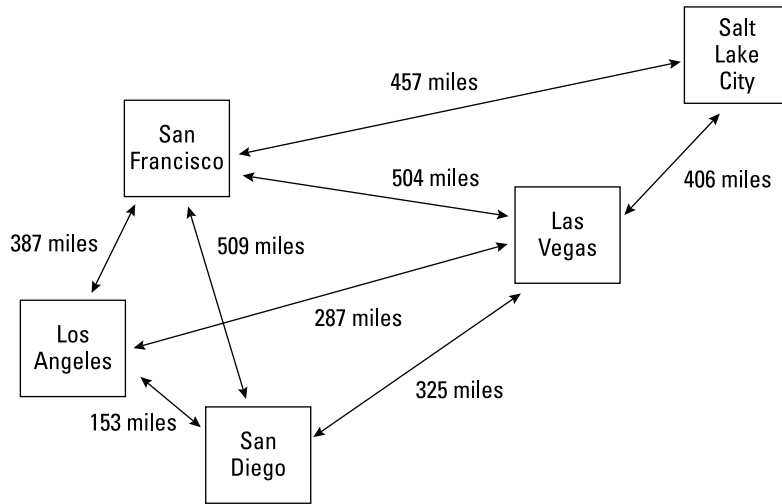 Salt
Lake
City
457 miles
San
Francisco
504 miles
406 miles
Las
Vegas
387 miles
509 miles
Los
Angeles
287 miles
325 miles
153 miles
San
Diego